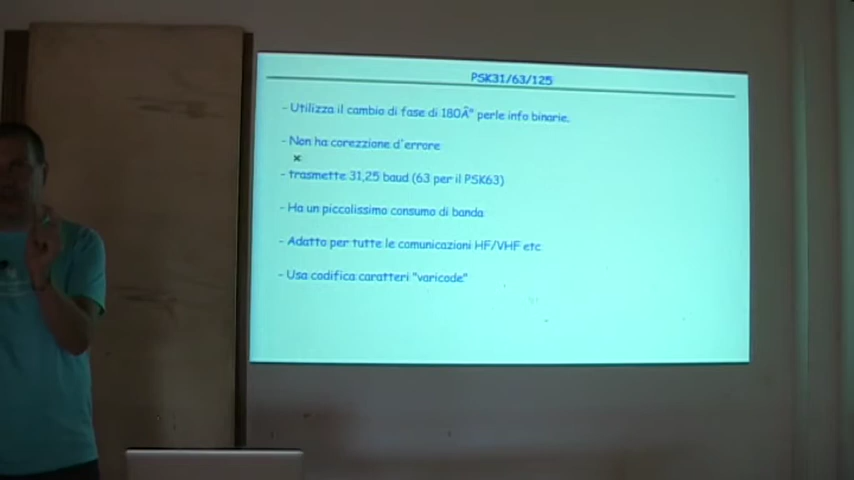 PSK31/63/125
- Utilizza il cambio di fase di 180Â° perle info binarie.
- Non ha corezzione d'errore
- trasmette 31,25 baud (63 per il PSK63)
- Ha un piccolissimo consumo di banda
- Adatto per tutte le comunicazioni HF/VHF etc
- Usa codifica caratteri "varicode"